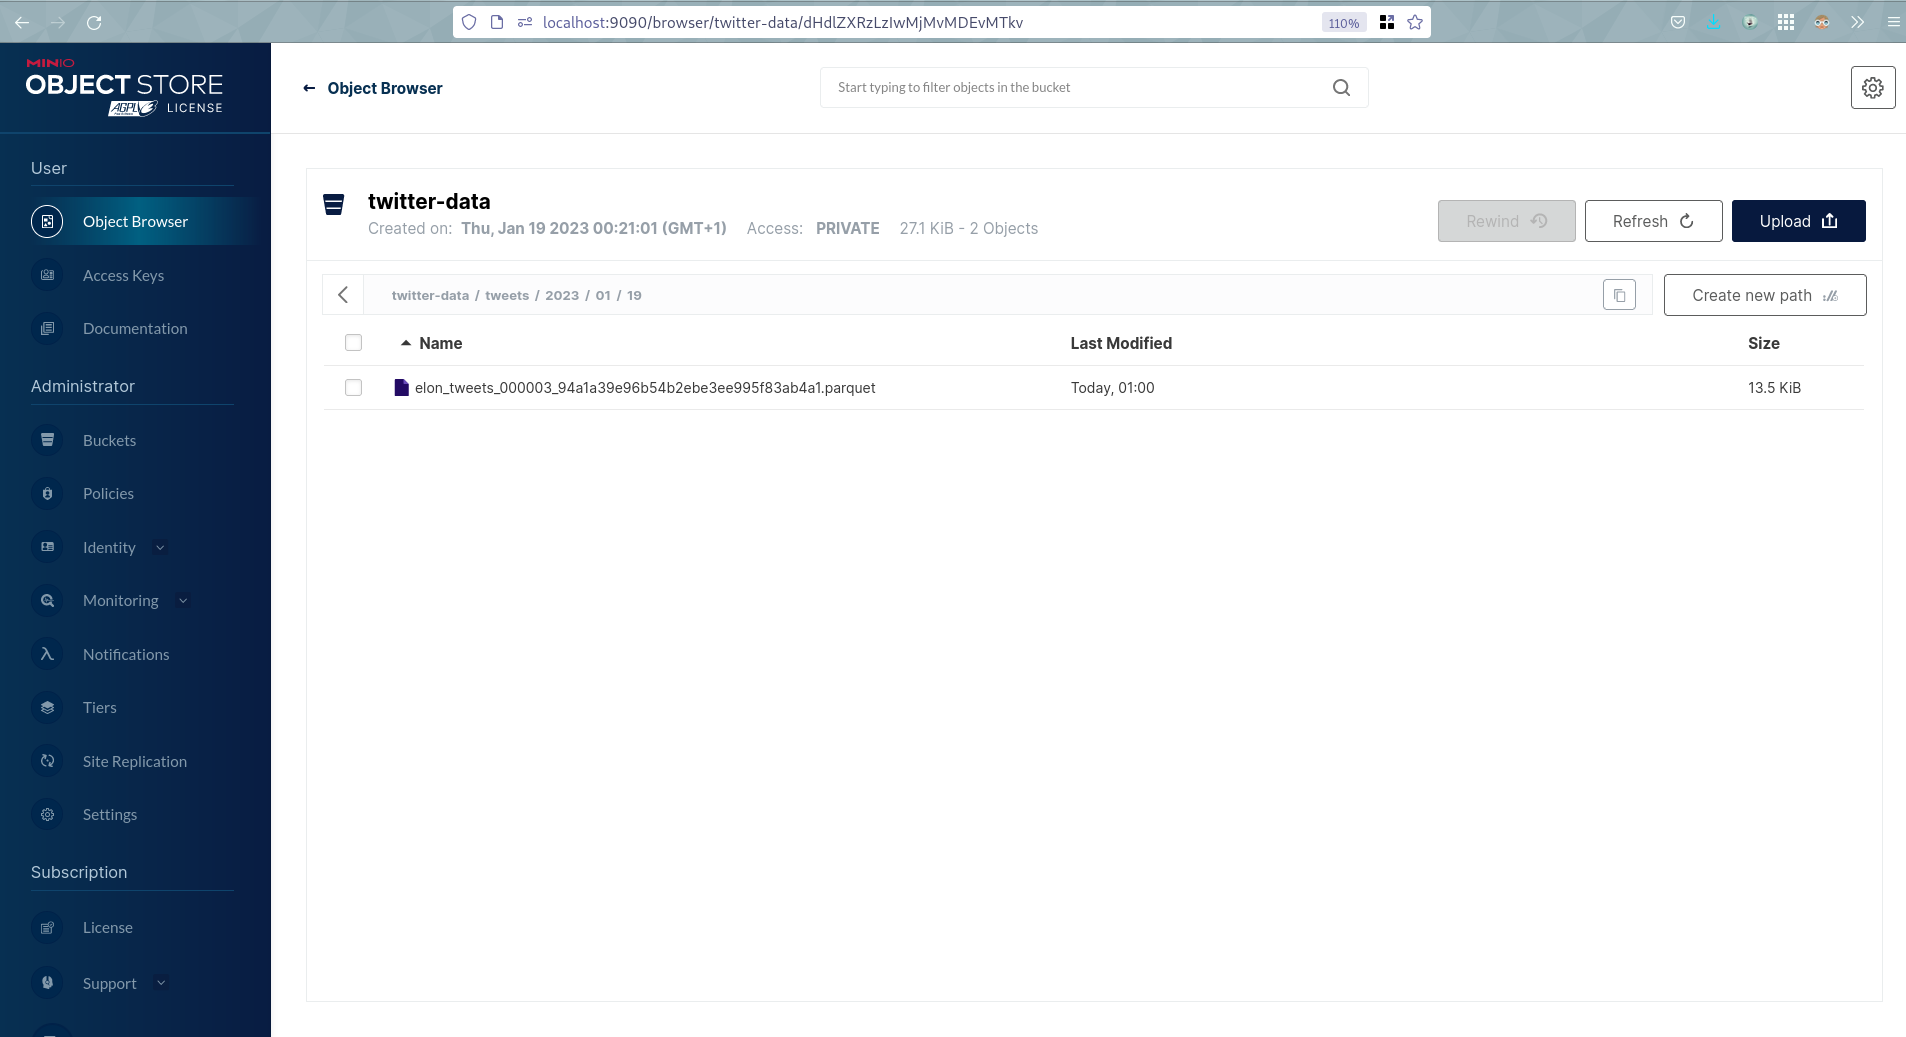 localhost:9090/browser/twitter-data/dHdlZXRzLzIwMjMvMDEvMTkv
110%
MINIO
OBJECT STORE
AGPLv3 LICENSE
Object Browser
Start typing to filter objects in the bucket
User
Object Browser
Access Keys
Documentation
Administrator
Buckets
Policies
Identity
Monitoring
Notifications
Tiers
Site Replication
Settings
Subscription
License
Support
twitter-data
Created on: Thu, Jan 19 2023 00:21:01 (GMT+1) Access: PRIVATE 27.1 KiB - 2 Objects
Rewind
Refresh
Upload
twitter-data / tweets / 2023 / 01 / 19
Create new path
Name Last Modified Size
elon_tweets_000003_94a1a39e96b54b2ebe3ee995f83ab4a1.parquet Today, 01:00 13.5 KiB